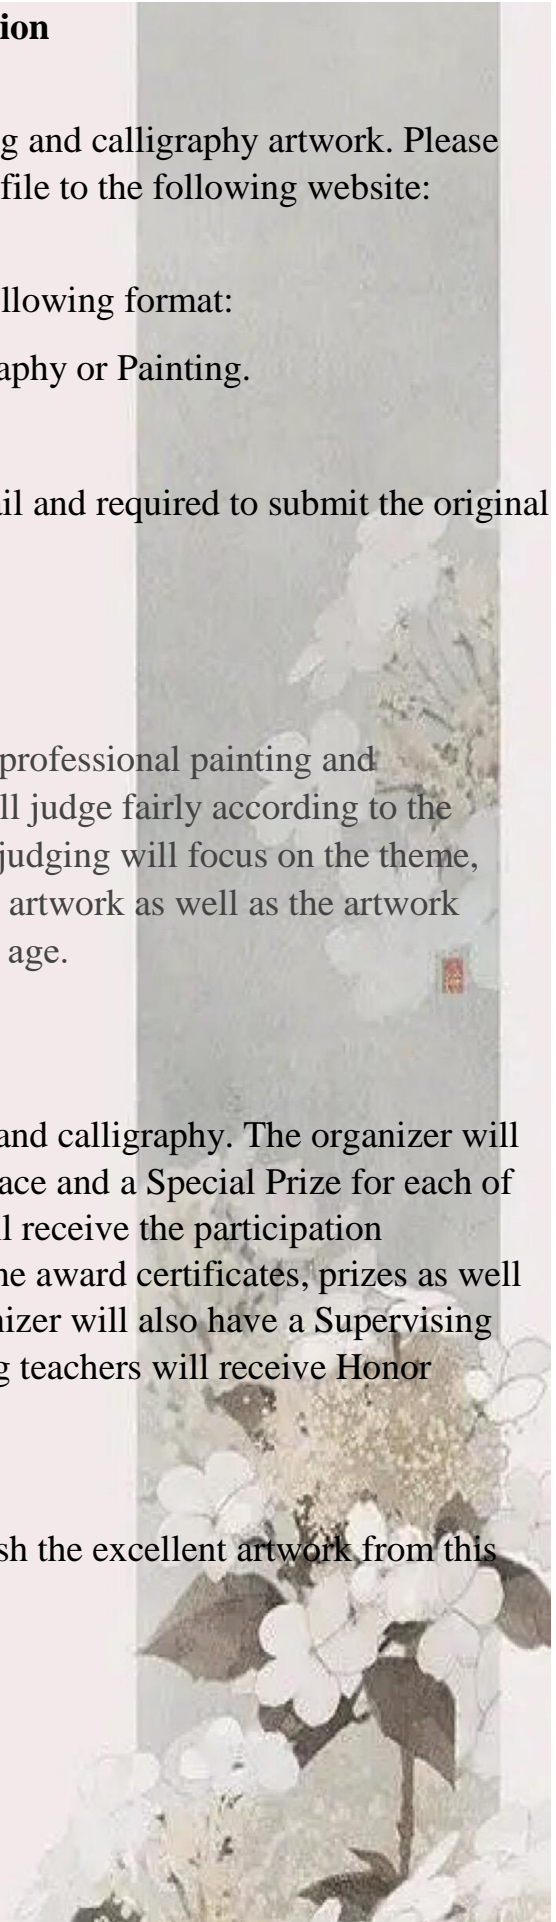 ion
g and calligraphy artwork. Please
file to the following website:
llowing format:
aphy or Painting.
il and required to submit the original
professional painting and
ll judge fairly according to the
judging will focus on the theme,
artwork as well as the artwork
age.
and calligraphy. The organizer will
ace and a Special Prize for each of
ll receive the participation
he award certificates, prizes as well
nizer will also have a Supervising
g teachers will receive Honor
sh the excellent artwork from this